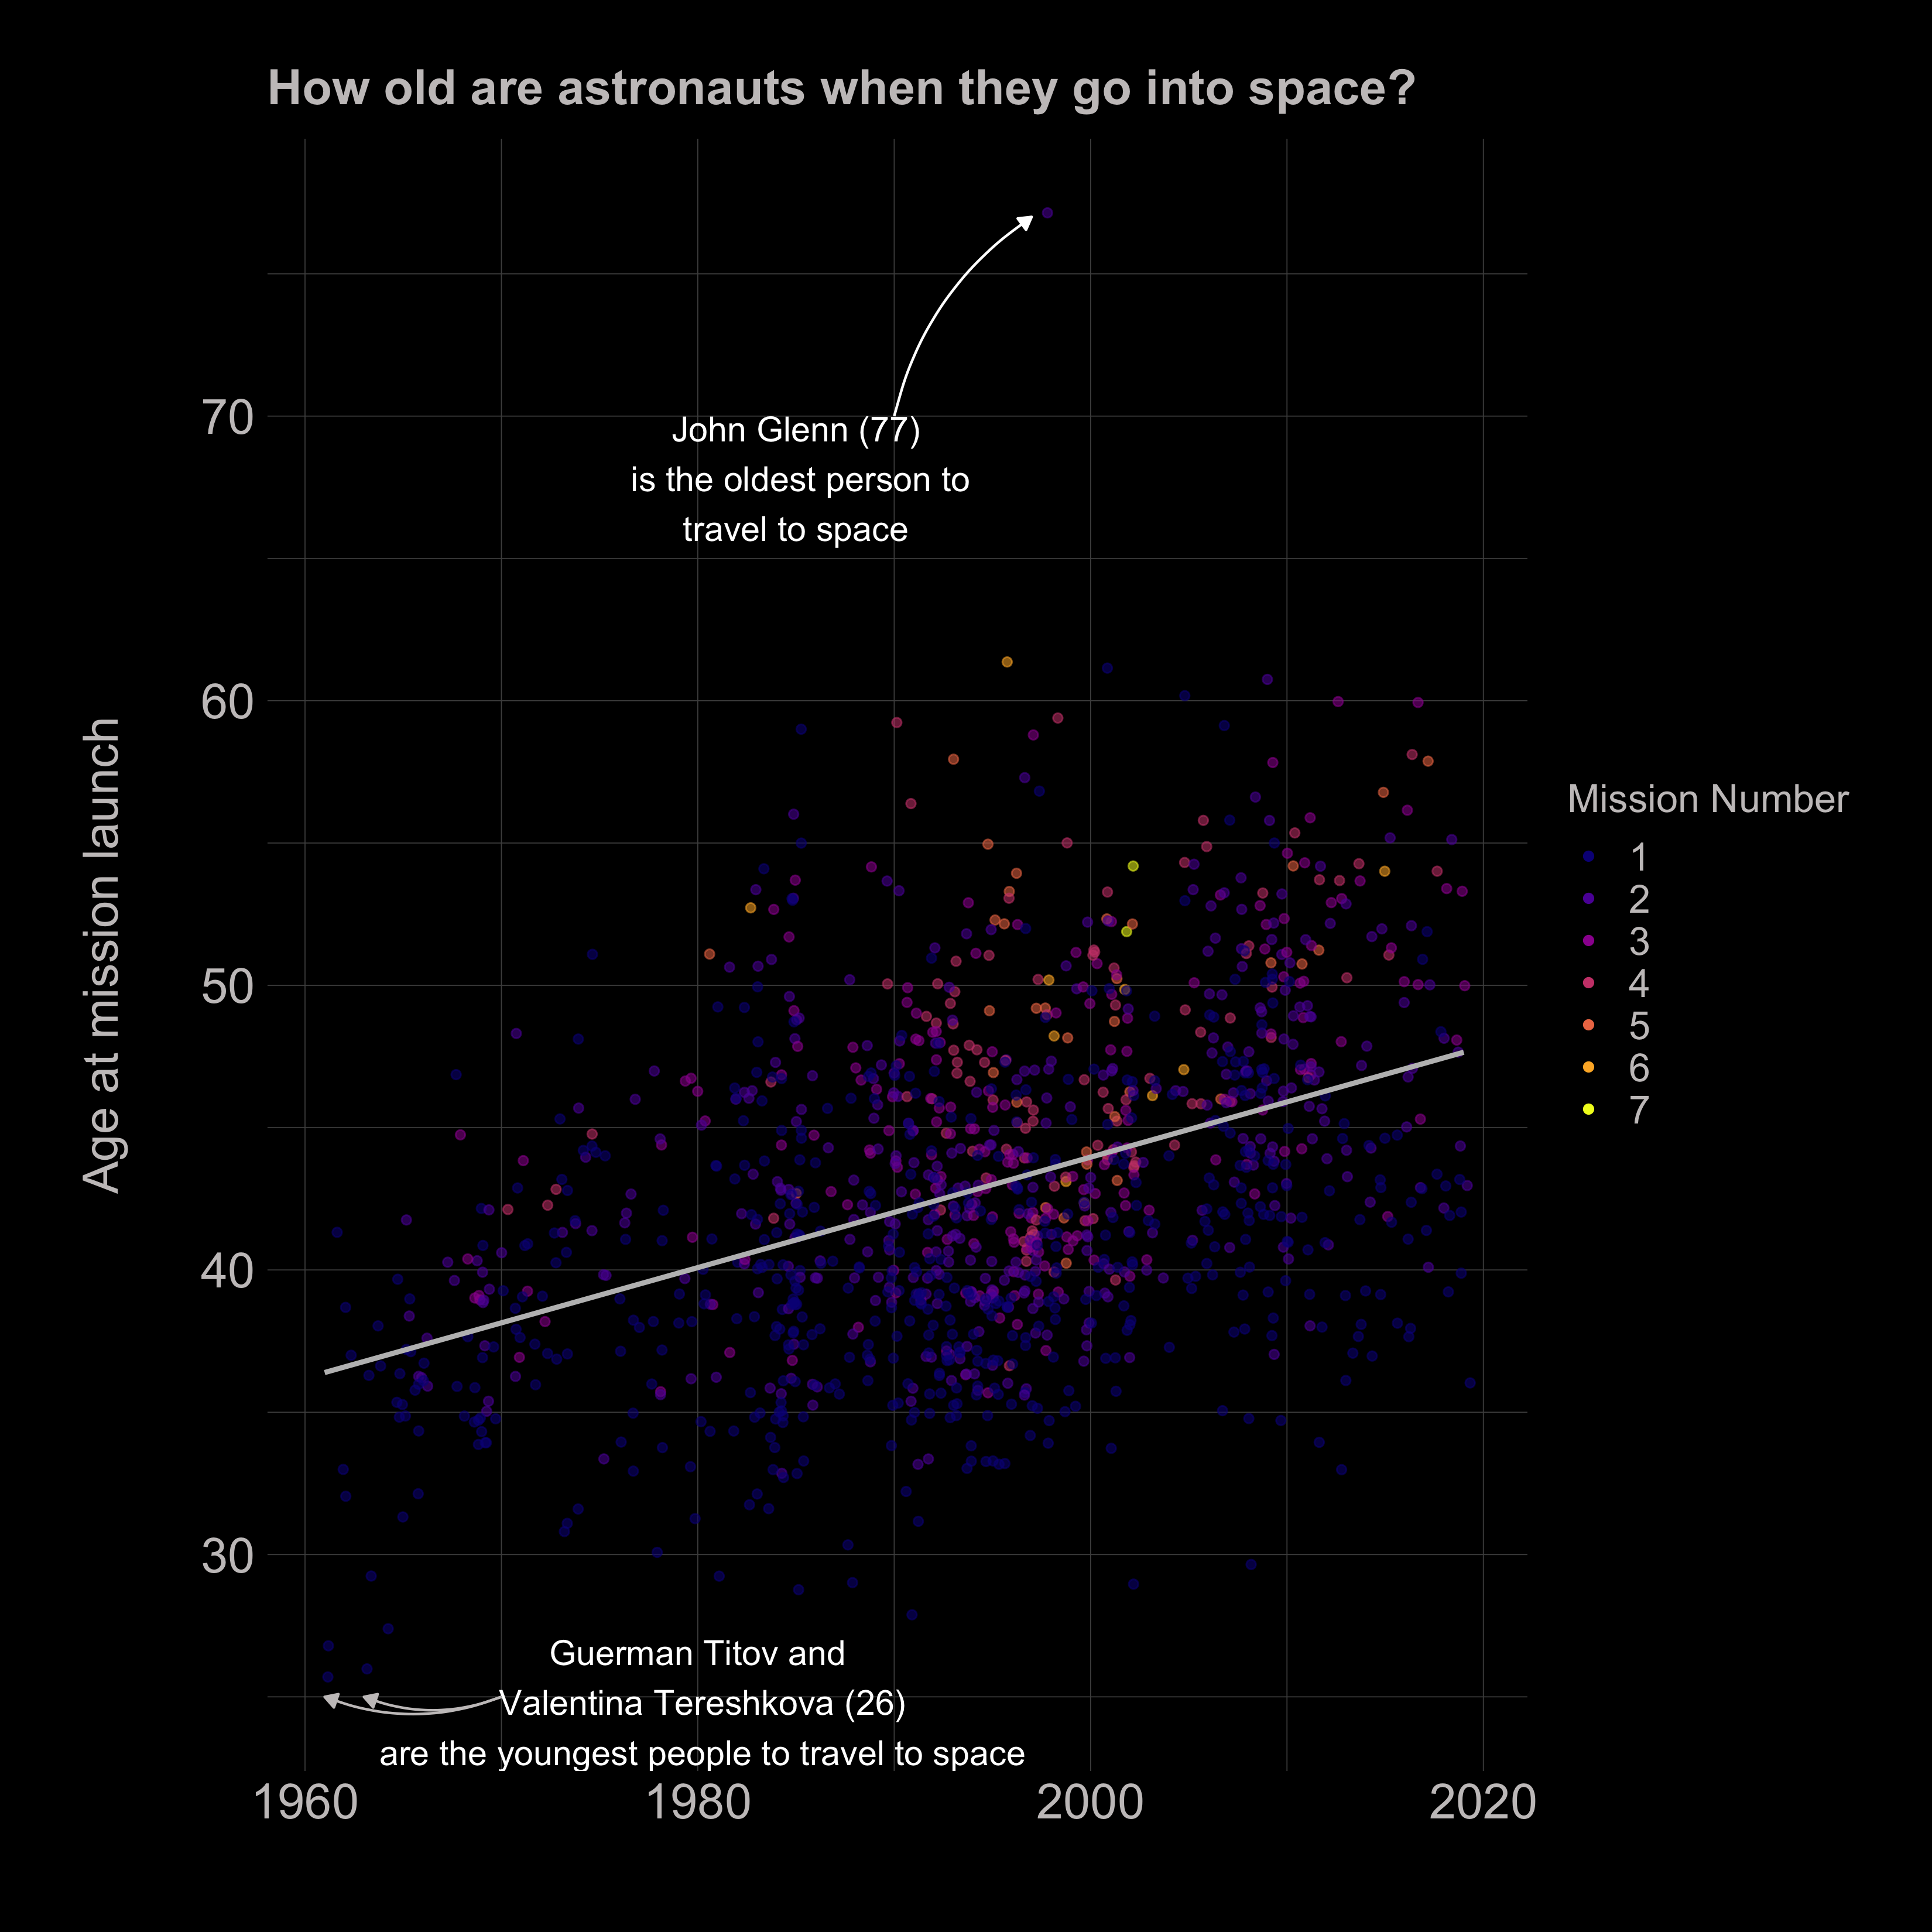 How old are astronauts when they go into space?
John Glenn (77)
is the oldest person to
travel to space
Guerman Titov and
Valentina Tereshkova (26)
are the youngest people to travel to space
Age at mission launch
70
60
50
40
30
1960
1980
2000
2020
Mission Number
1
2
3
4
5
6
7